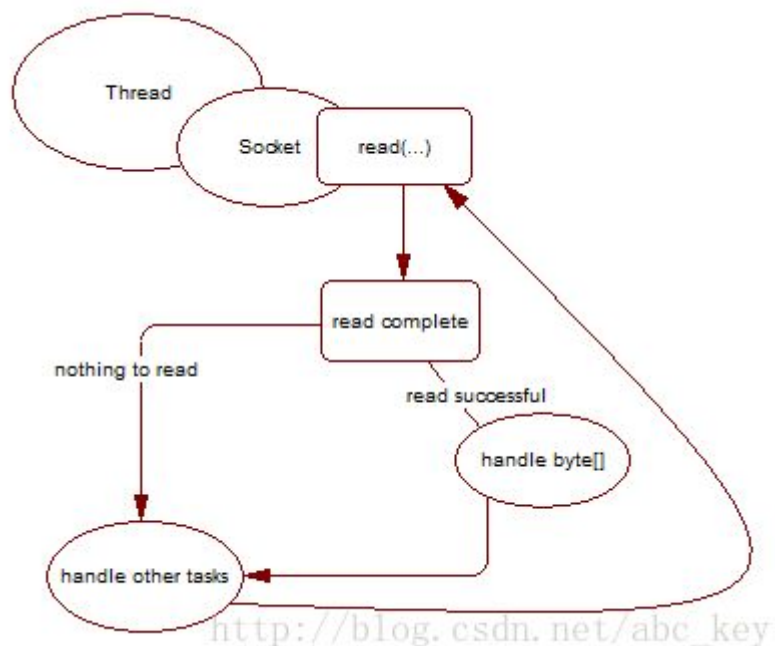 Thread
Socket
read(...)
read complete
nothing to read
read successful
handle byte[]
handle other tasks
http://blog.csdn.net/abc_key